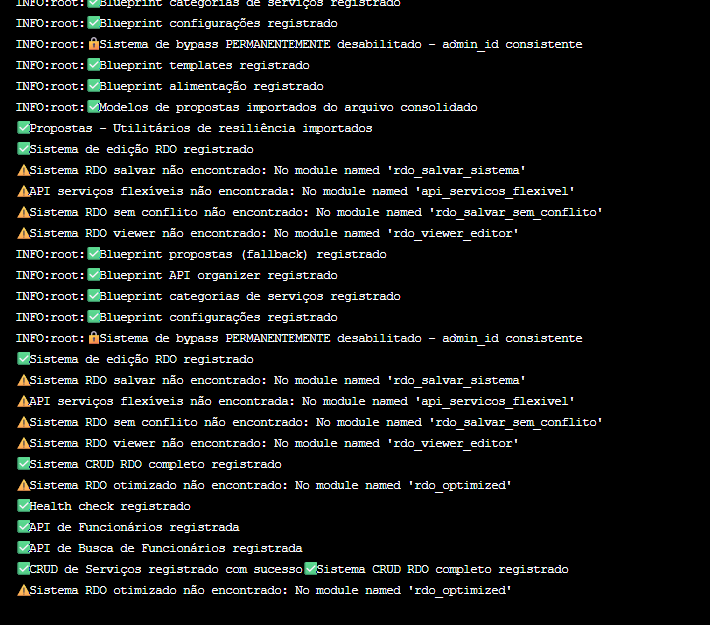 INFO:root:✅Blueprint categorias de serviços registrado
INFO:root:✅Blueprint configurações registrado
INFO:root:🔒Sistema de bypass PERMANENTEMENTE desabilitado - admin_id consistente
INFO:root:✅Blueprint templates registrado
INFO:root:✅Blueprint alimentação registrado
INFO:root:✅Modelos de propostas importados do arquivo consolidado
✅Propostas - Utilitários de resiliência importados
✅Sistema de edição RDO registrado
⚠️Sistema RDO salvar não encontrado: No module named 'rdo_salvar_sistema'
⚠️API serviços flexíveis não encontrada: No module named 'api_servicos_flexivel'
⚠️Sistema RDO sem conflito não encontrado: No module named 'rdo_salvar_sem_conflito'
⚠️Sistema RDO viewer não encontrado: No module named 'rdo_viewer_editor'
INFO:root:✅Blueprint propostas (fallback) registrado
INFO:root:✅Blueprint API organizer registrado
INFO:root:✅Blueprint categorias de serviços registrado
INFO:root:✅Blueprint configurações registrado
INFO:root:🔒Sistema de bypass PERMANENTEMENTE desabilitado - admin_id consistente
✅Sistema de edição RDO registrado
⚠️Sistema RDO salvar não encontrado: No module named 'rdo_salvar_sistema'
⚠️API serviços flexíveis não encontrada: No module named 'api_servicos_flexivel'
⚠️Sistema RDO sem conflito não encontrado: No module named 'rdo_salvar_sem_conflito'
⚠️Sistema RDO viewer não encontrado: No module named 'rdo_viewer_editor'
✅Sistema CRUD RDO completo registrado
⚠️Sistema RDO otimizado não encontrado: No module named 'rdo_optimized'
✅Health check registrado
✅API de Funcionários registrada
✅API de Busca de Funcionários registrada
✅CRUD de Serviços registrado com sucesso✅Sistema CRUD RDO completo registrado
⚠️Sistema RDO otimizado não encontrado: No module named 'rdo_optimized'